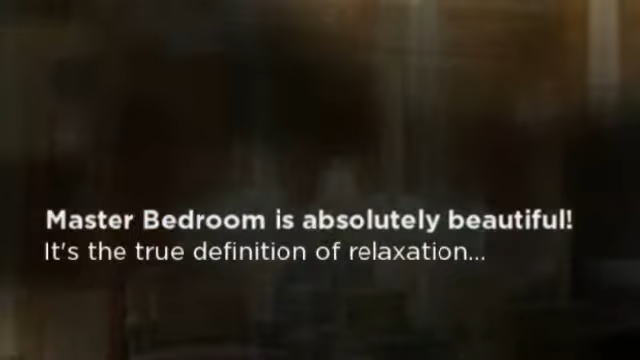 Master Bedroom is absolutely beautiful!
It's the true definition of relaxation...